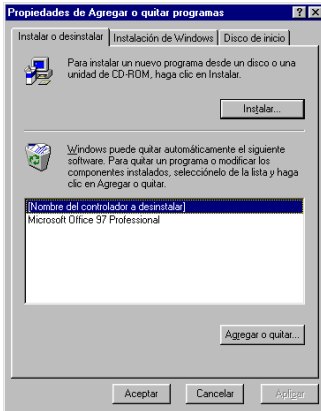 Propiedades de Agregar o quitar programas
Instalar o desinstalar
Instalación de Windows
Disco de inicio
Para instalar un nuevo programa desde un disco o una
unidad de CD-ROM, haga clic en Instalar.
Instalar...
Windows puede quitar automáticamente el siguiente
software. Para quitar un programa o modificar los
componentes instalados, selecciónelo de la lista y haga
clic en Agregar o quitar.
[Nombre del controlador a desinstalar]
Microsoft Office 97 Professional
Agregar o quitar...
Aceptar
Cancelar
Aplicar